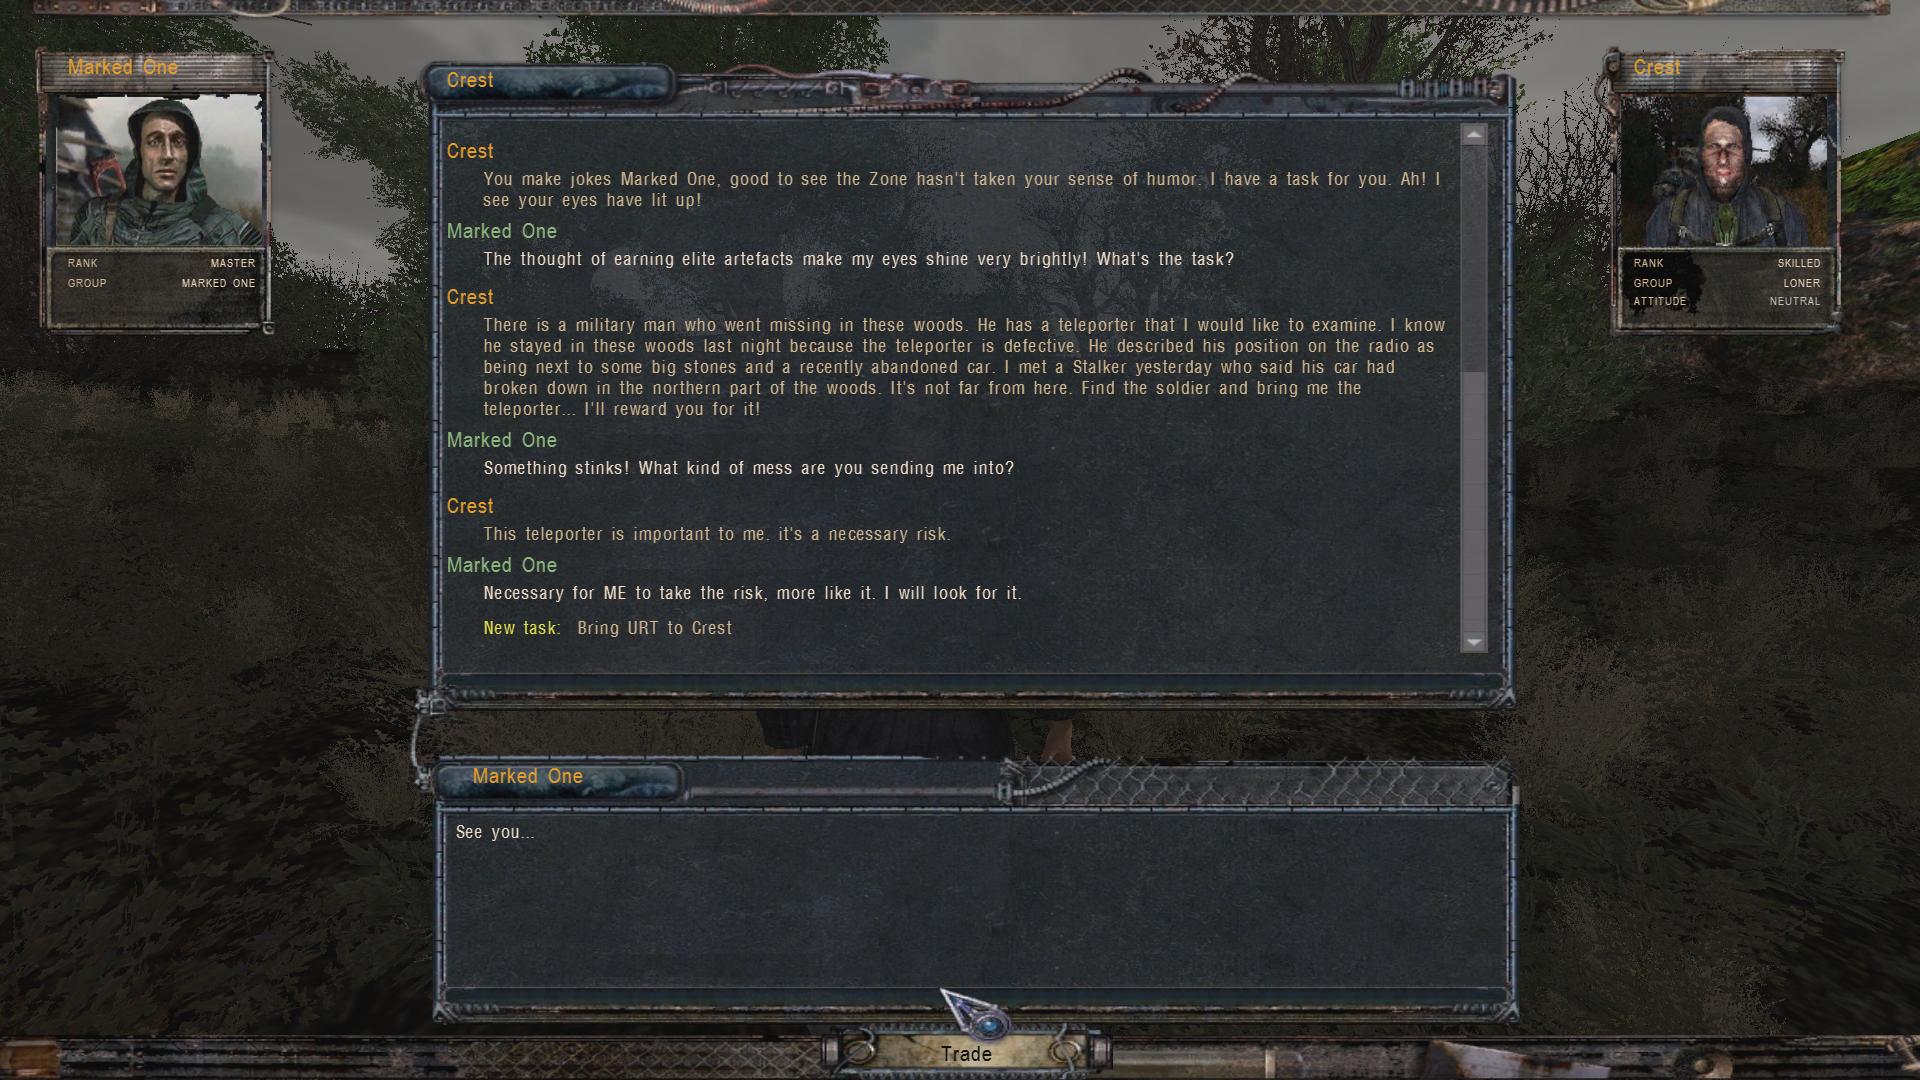 Marked One
RANK MASTER
GROUP MARKED ONE
Crest
Crest
You make jokes Marked One, good to see the Zone hasn't taken your sense of humor. I have a task for you. Ah! I
see your eyes have lit up!
Marked One
The thought of earning elite artefacts make my eyes shine very brightly! What's the task?
Crest
There is a military man who went missing in these woods. He has a teleporter that I would like to examine. I know
he stayed in these woods last night because the teleporter is defective. He described his position on the radio as
being next to some big stones and a recently abandoned car. I met a Stalker yesterday who said his car had
broken down in the northern part of the woods. It's not far from here. Find the soldier and bring me the
teleporter... I'll reward you for it!
Marked One
Something stinks! What kind of mess are you sending me into?
Crest
This teleporter is important to me. it's a necessary risk.
Marked One
Necessary for ME to take the risk, more like it. I will look for it.
New task: Bring URT to Crest
Crest
RANK SKILLED
GROUP LONER
ATTITUDE NEUTRAL
Marked One
See you...
Trade